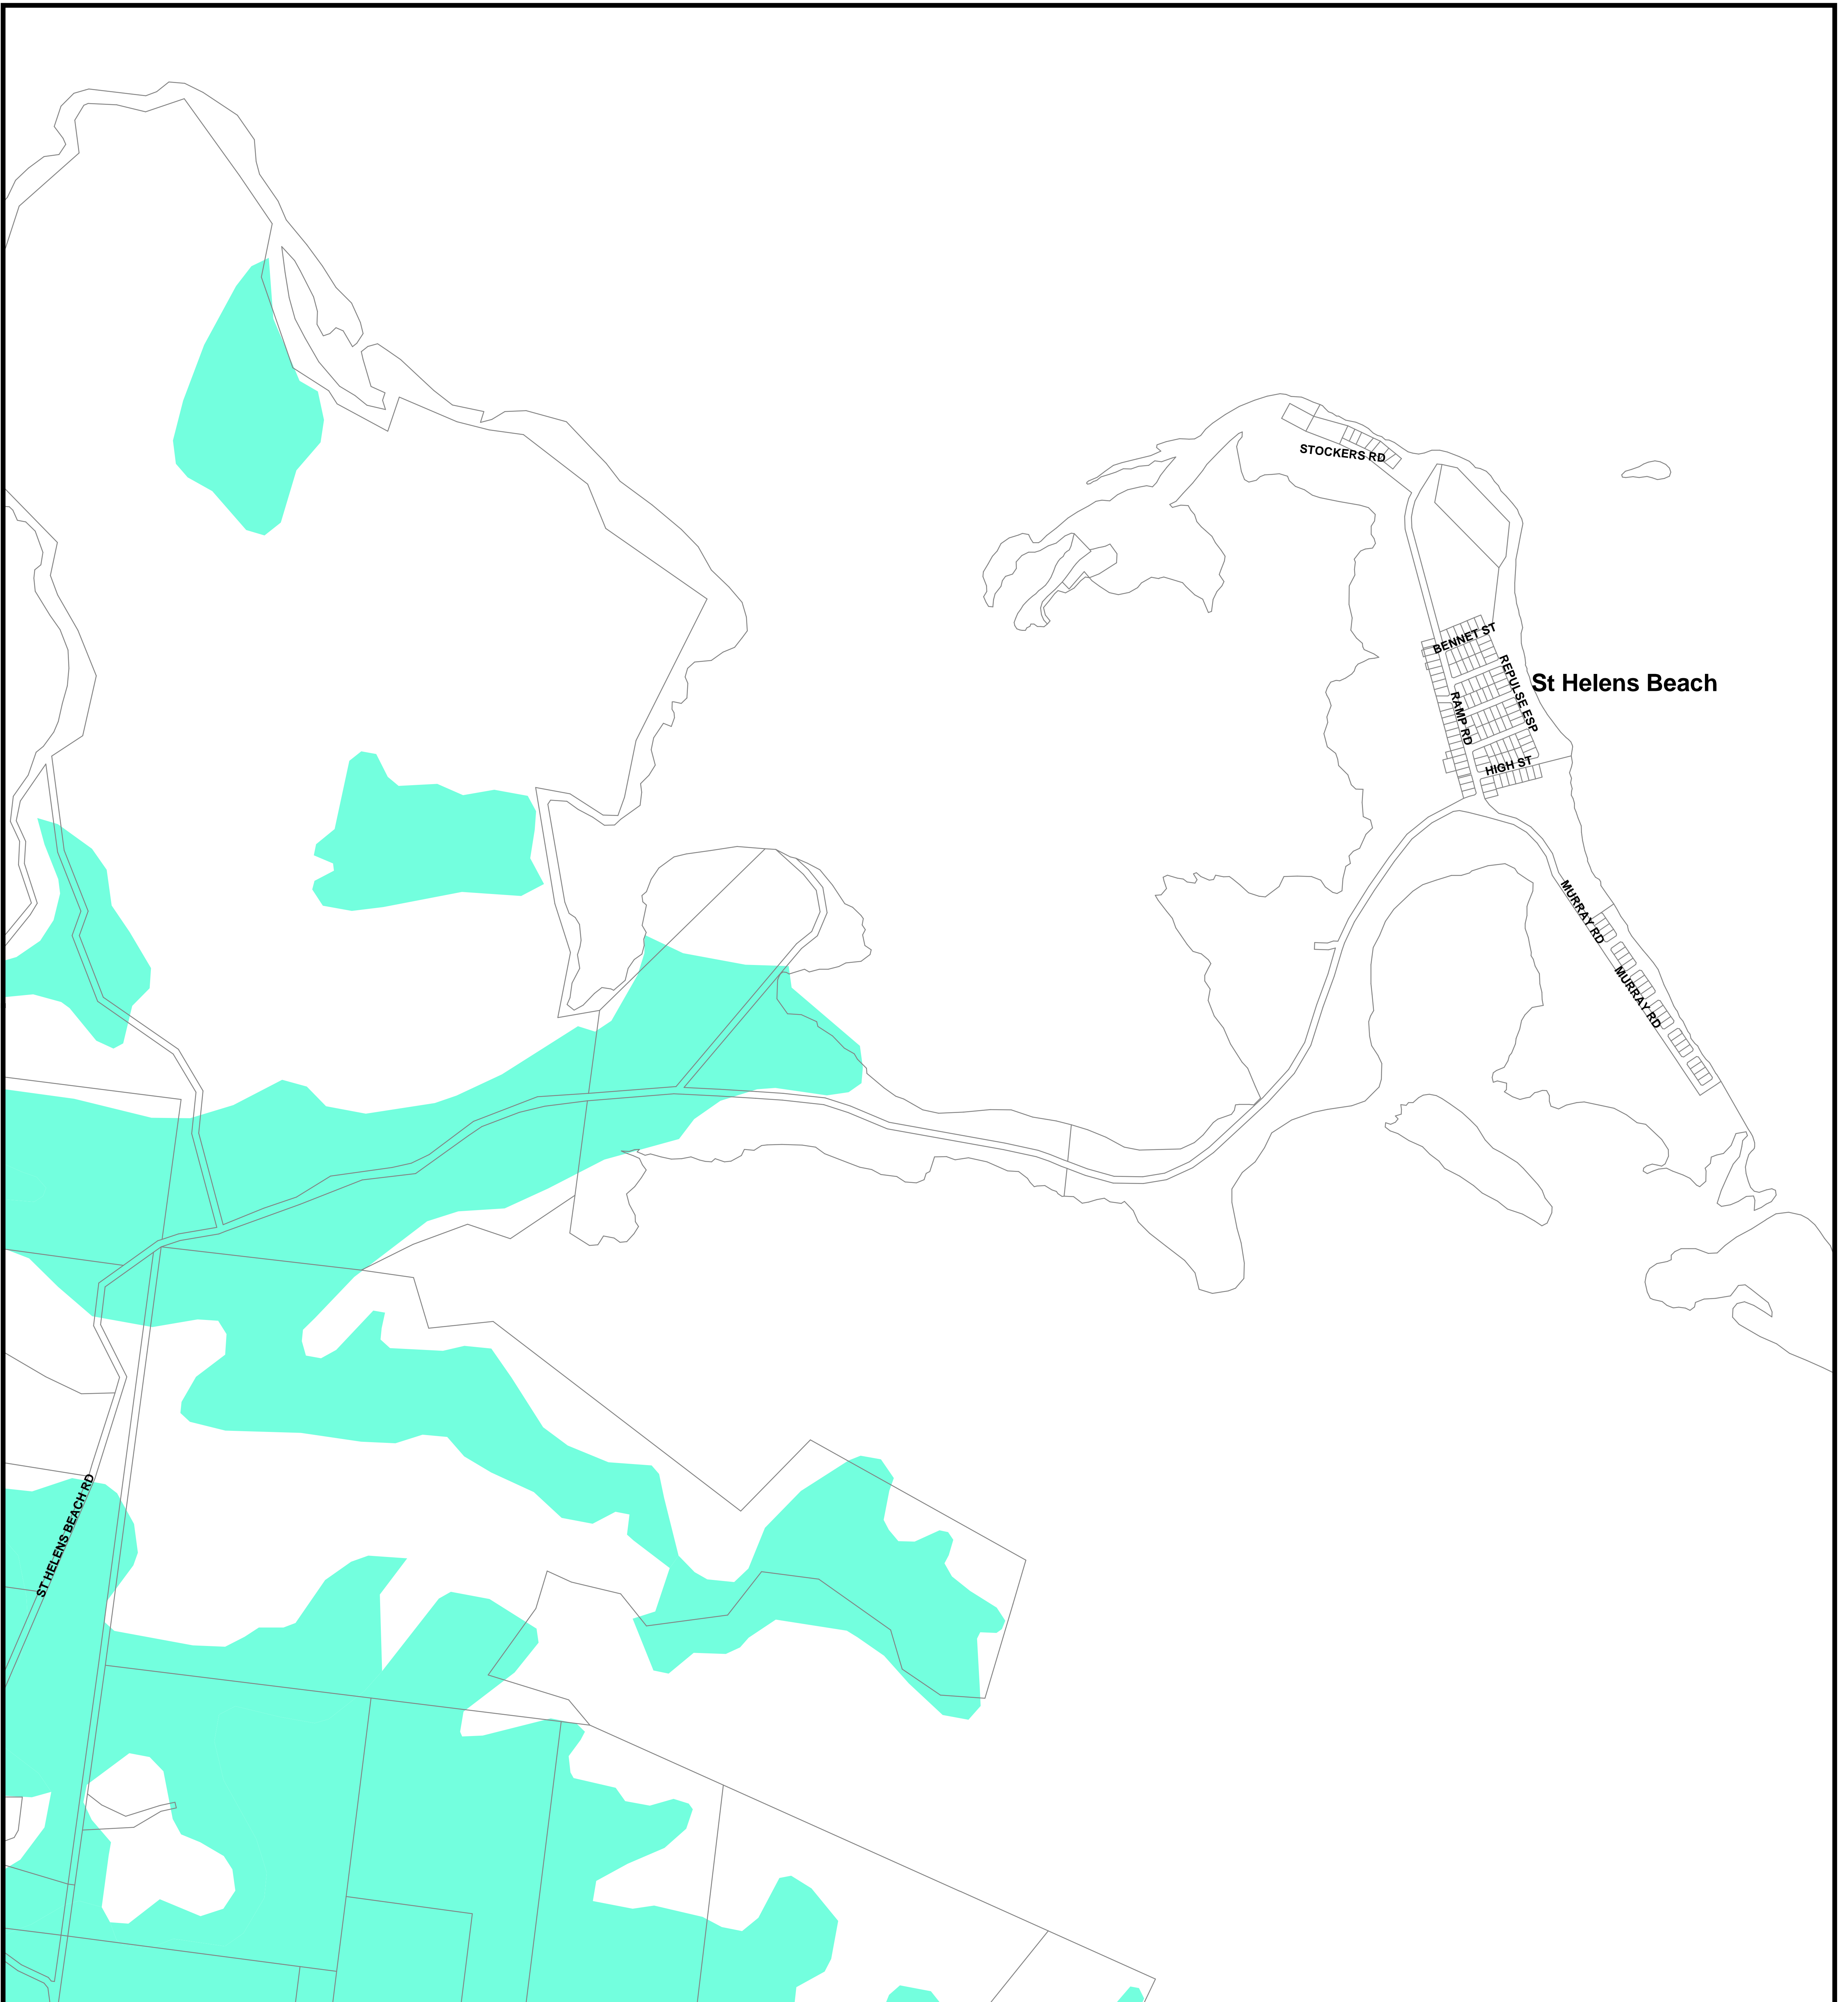 STOCKERS RD
BENNET ST
REPULSE ESP
St Helens Beach
RAMP RD
HIGH ST
MURRAY RD
MURRAY RD
ST HELENS BEACH RD